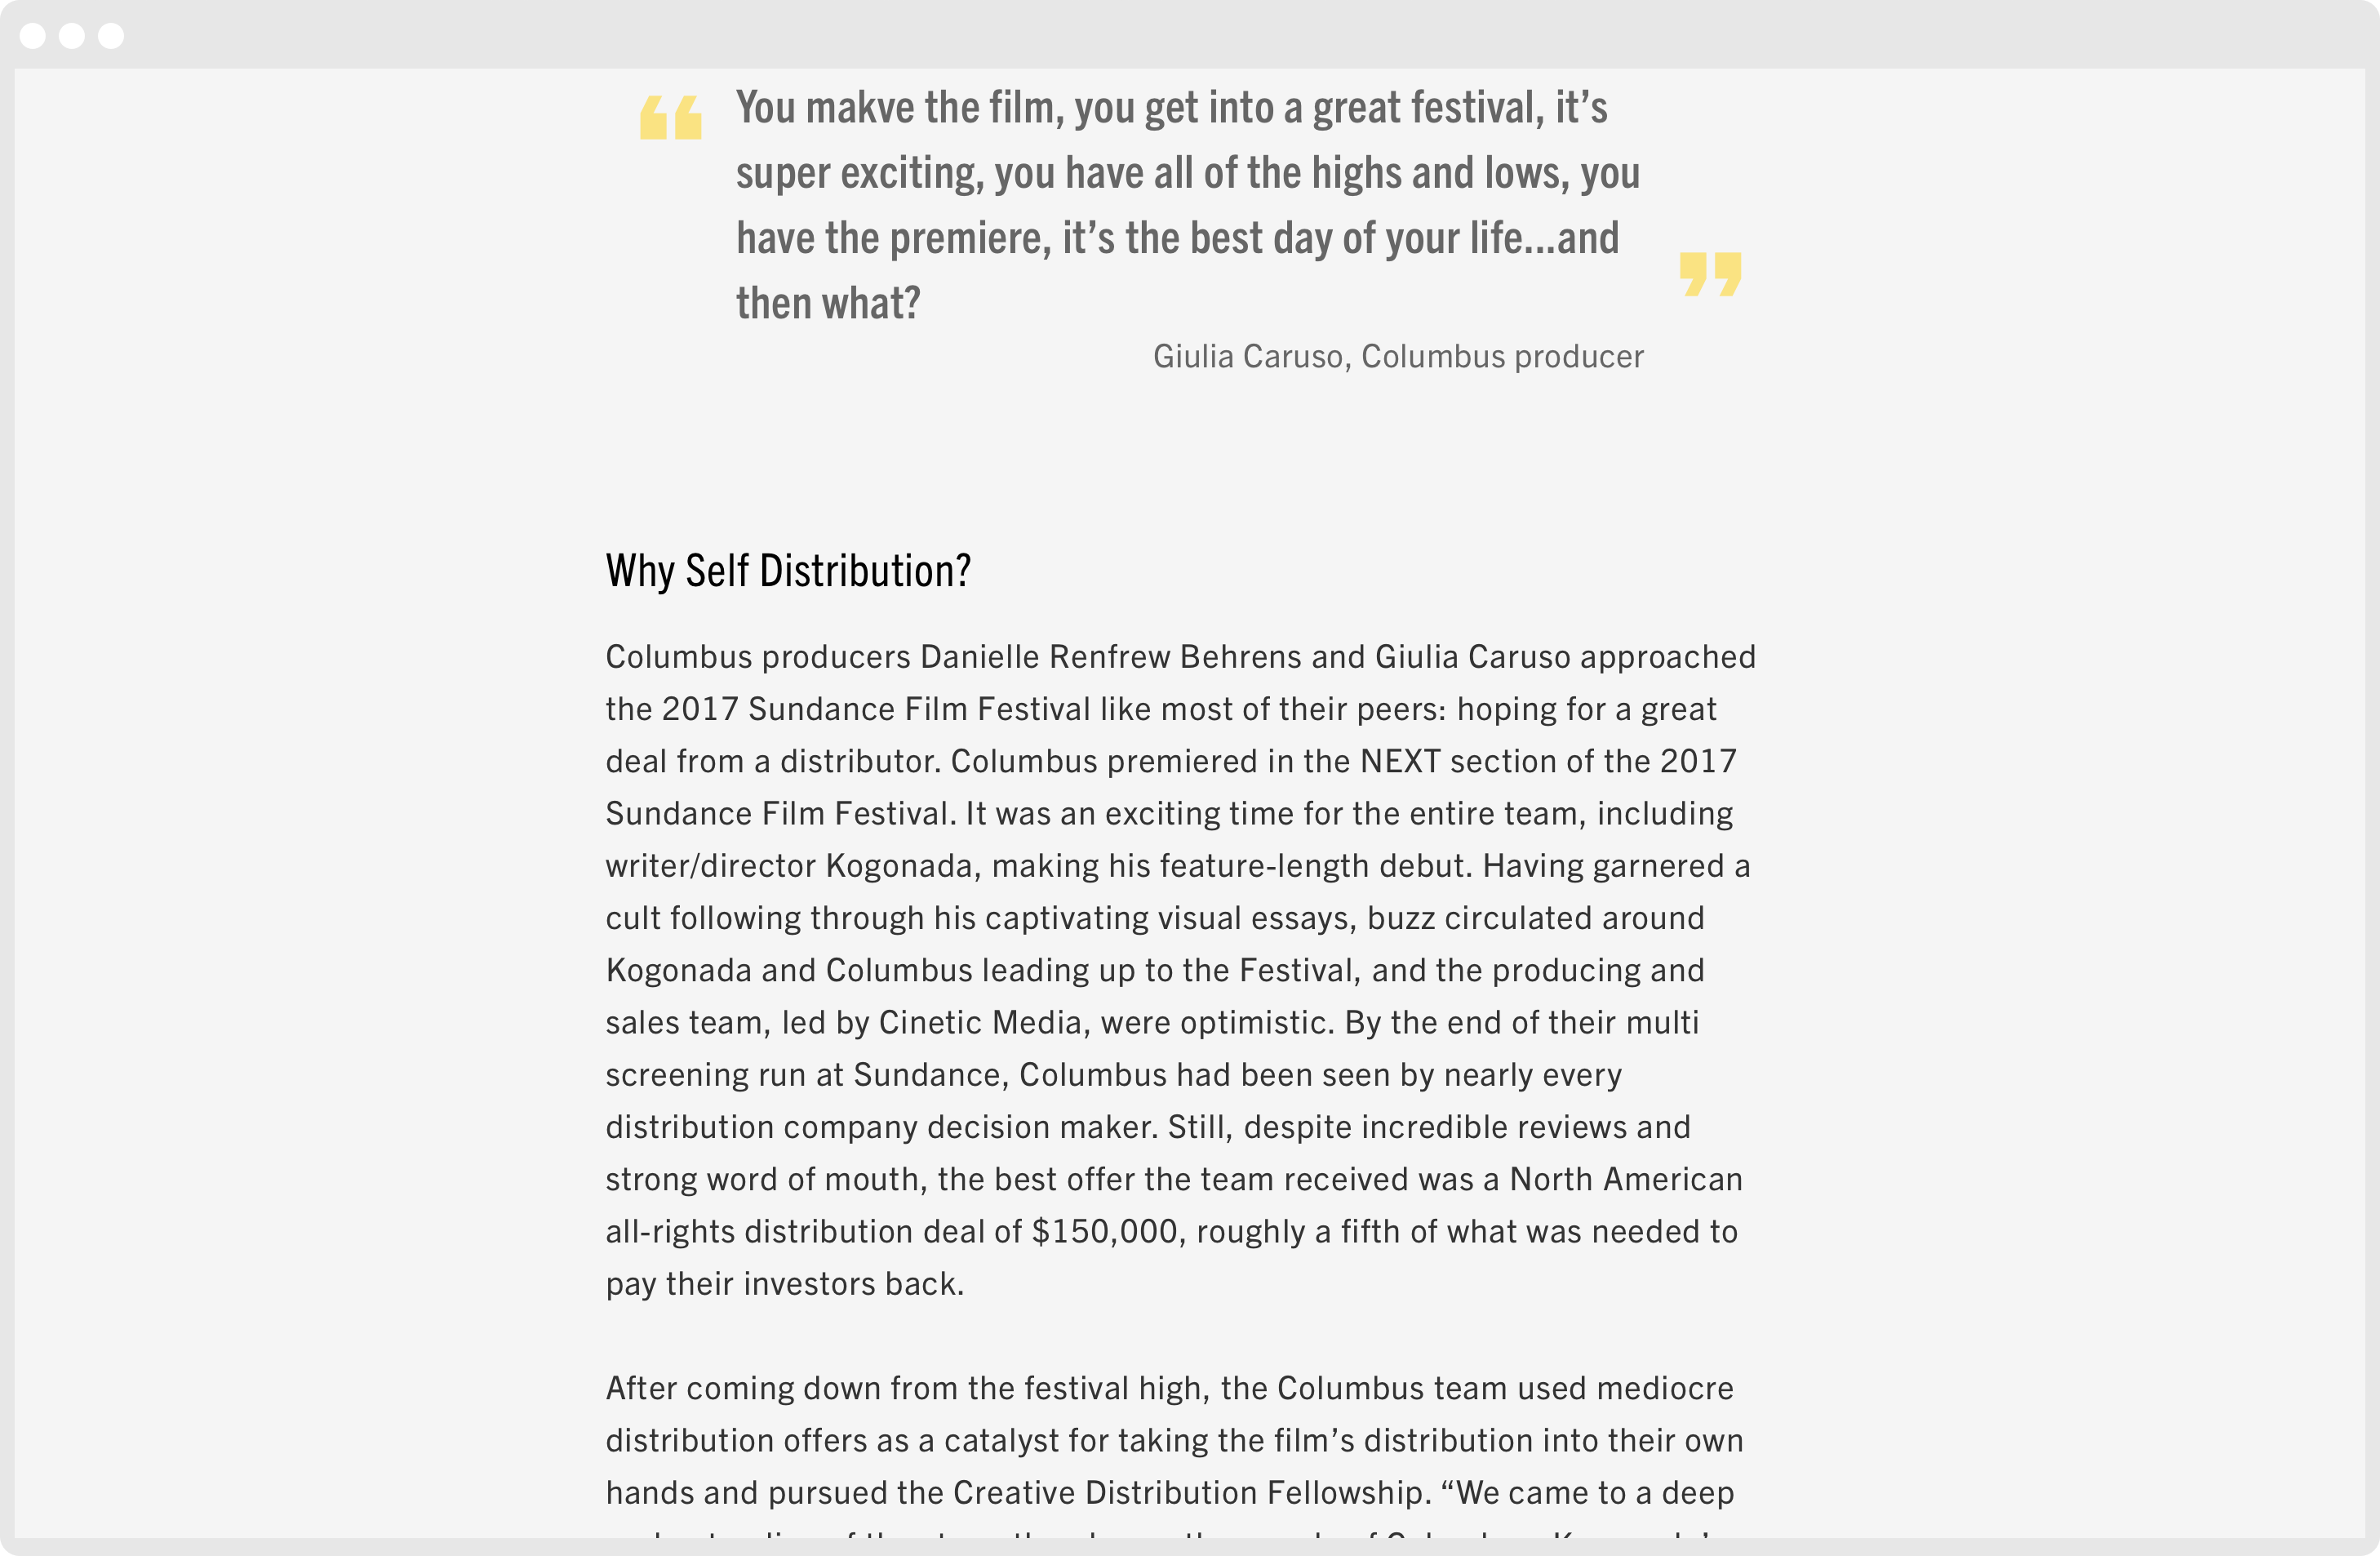 “ You makve the film, you get into a great festival, it’s
super exciting, you have all of the highs and lows, you
have the premiere, it’s the best day of your life...and
then what? ”
Giulia Caruso, Columbus producer
Why Self Distribution?
Columbus producers Danielle Renfrew Behrens and Giulia Caruso approached
the 2017 Sundance Film Festival like most of their peers: hoping for a great
deal from a distributor. Columbus premiered in the NEXT section of the 2017
Sundance Film Festival. It was an exciting time for the entire team, including
writer/director Kogonada, making his feature-length debut. Having garnered a
cult following through his captivating visual essays, buzz circulated around
Kogonada and Columbus leading up to the Festival, and the producing and
sales team, led by Cinetic Media, were optimistic. By the end of their multi
screening run at Sundance, Columbus had been seen by nearly every
distribution company decision maker. Still, despite incredible reviews and
strong word of mouth, the best offer the team received was a North American
all-rights distribution deal of $150,000, roughly a fifth of what was needed to
pay their investors back.
After coming down from the festival high, the Columbus team used mediocre
distribution offers as a catalyst for taking the film’s distribution into their own
hands and pursued the Creative Distribution Fellowship. “We came to a deep